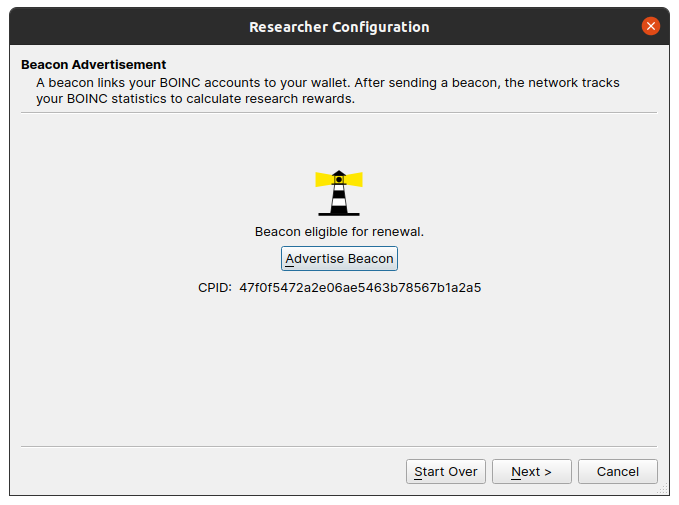 Researcher Configuration
Beacon Advertisement
A beacon links your BOINC accounts to your wallet. After sending a beacon, the network tracks
your BOINC statistics to calculate research rewards.
Beacon eligible for renewal.
Advertise Beacon
CPID: 47f0f5472a2e06ae5463b78567b1a2a5
Start Over
Next >
Cancel